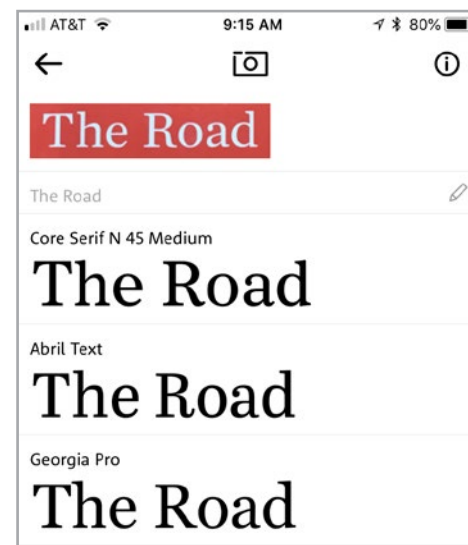 AT&T 9:15 AM 80%
The Road
The Road
Core Serif N 45 Medium
The Road
Abril Text
The Road
Georgia Pro
The Road